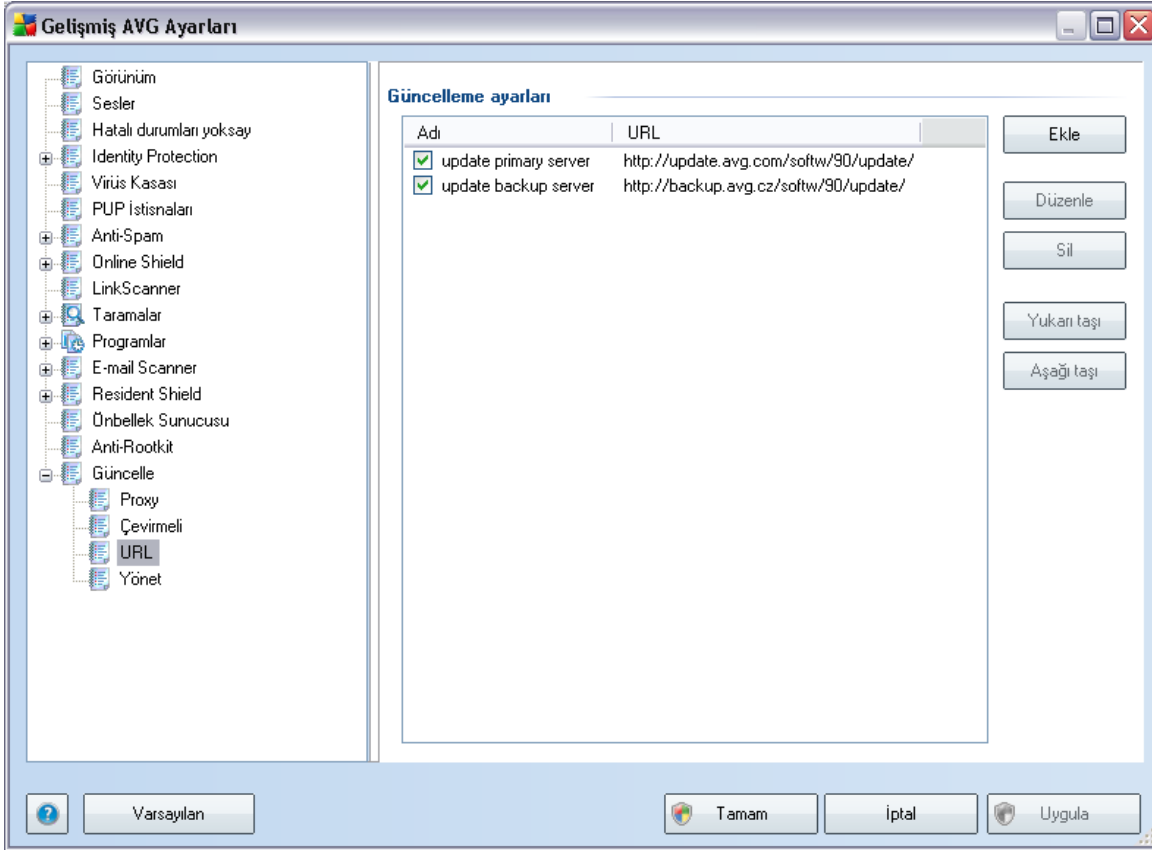 Gelişmiş AVG Ayarları
Görünüm
Sesler
Hatalı durumları yoksay
Identity Protection
Virüs Kasası
PUP İstisnaları
Anti-Spam
Online Shield
LinkScanner
Taramalar
Programlar
E-mail Scanner
Resident Shield
Önbellek Sunucusu
Anti-Rootkit
Güncelle
Proxy
Çevirmeli
URL
Yönet
Güncelleme ayarları
Adı URL
update primary server http://update.avg.com/softw/90/update/
update backup server http://backup.avg.cz/softw/90/update/
Ekle
Düzenle
Sil
Yukarı taşı
Aşağı taşı
Varsayılan Tamam İptal Uygula